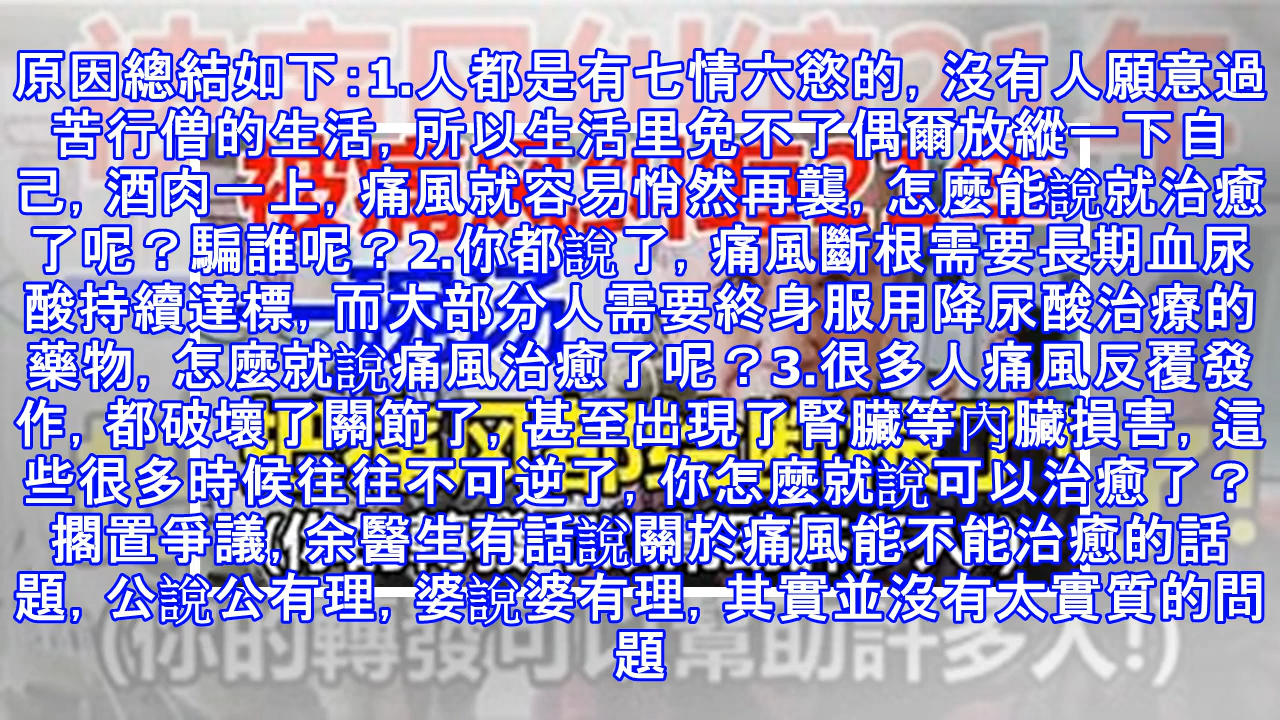 原因總結如下:1.人都是有七情六慾的, 沒有人願意過
苦行僧的生活, 所以生活里免不了偶爾放縱一下自
己, 酒肉一上, 痛風就容易悄然再襲, 怎麼能說就治癒
了呢？騙誰呢？2.你都說了, 痛風斷根需要長期血尿
酸持續達標, 而大部分人需要終身服用降尿酸治療的
藥物, 怎麼就說痛風治癒了呢？3.很多人痛風反覆發
作, 都破壞了關節了, 甚至出現了腎臟等內臟損害, 這
些很多時候往往不可逆了, 你怎麼就說可以治癒了？
擱置爭議, 余醫生有話說關於痛風能不能治癒的話
題, 公說公有理, 婆說婆有理, 其實並沒有太實質的問
題
(你的轉發可以幫助許多人!)